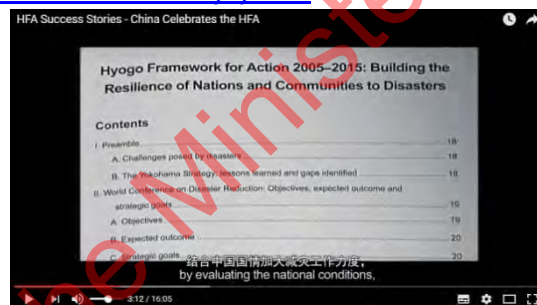 HFA Success Stories - China Celebrates the HFA
Hyogo Framework for Action 2005–2015: Building the
Resilience of Nations and Communities to Disasters
Contents
I. Preamble 18
A. Challenges posed by disasters 18
B. The Yokohama Strategy: lessons learned and gaps identified 18
II. World Conference on Disaster Reduction: Objectives, expected outcome and
strategic goals 19
A. Objectives 19
B. Expected outcome 20
C. Strategic goals 20
结合中国国情加大减灾工作力度,
by evaluating the national conditions,
3:12 / 16:05
e Ministe